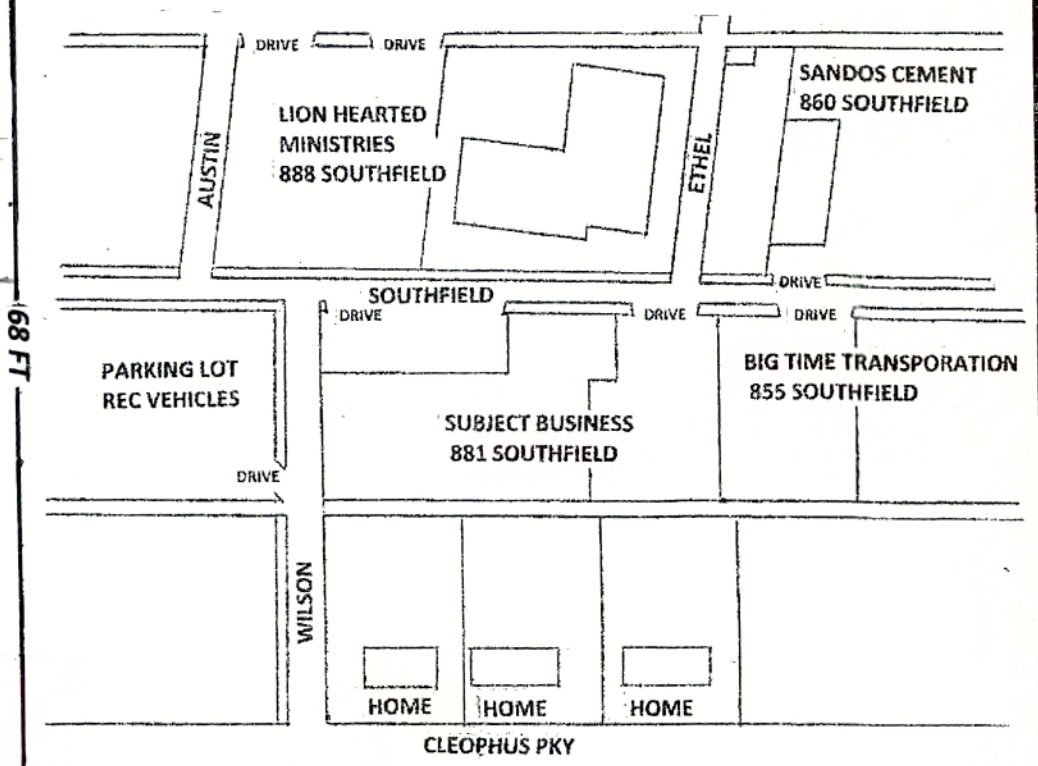 DRIVE
DRIVE
SANDOS CEMENT
860 SOUTHFIELD
LION HEARTED
MINISTRIES
888 SOUTHFIELD
AUSTIN
ETHEL
DRIVE
SOUTHFIELD
DRIVE
DRIVE
DRIVE
68 FT
PARKING LOT
REC VEHICLES
BIG TIME TRANSPORATION
855 SOUTHFIELD
SUBJECT BUSINESS
881 SOUTHFIELD
DRIVE
WILSON
HOME
HOME
HOME
CLEOPHUS PKY